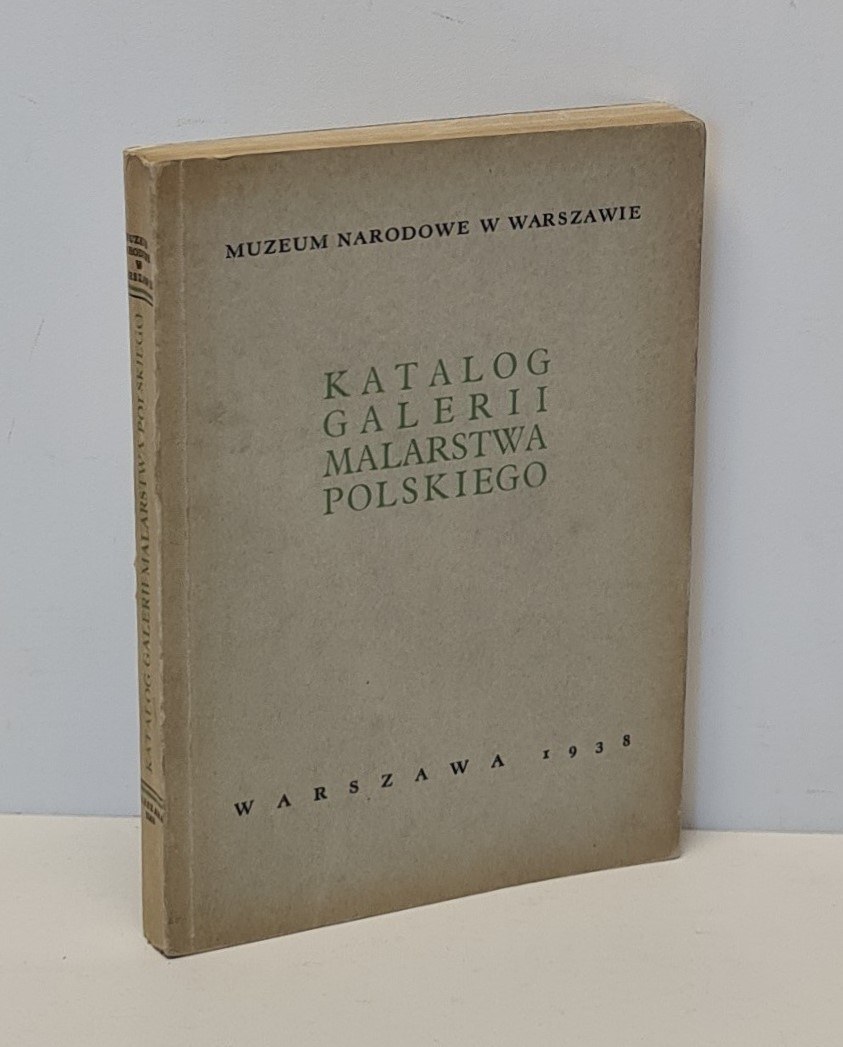 MUZEUM NARODOWE W WARSZAWIE
KATALOG
GALERII
MALARSTWA
POLSKIEGO
WARSZAWA 1938
KATALOG GALERII MALARSTWA POLSKIEGO